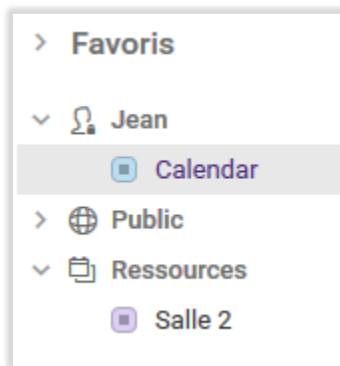 Favoris
Jean
Calendar
Public
Ressources
Salle 2